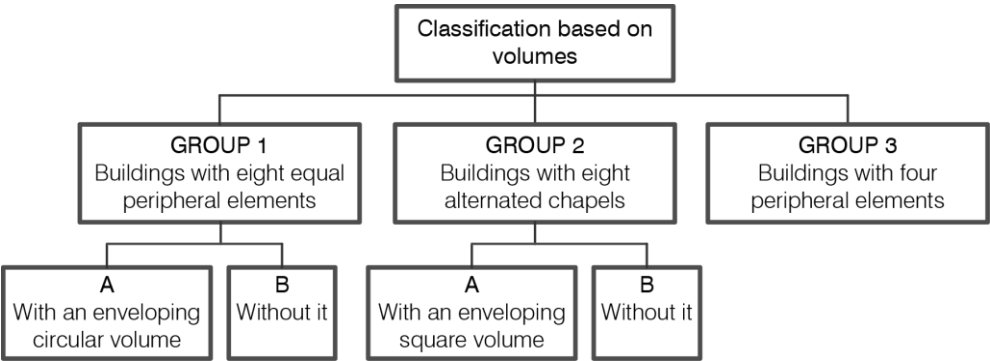 Classification based on
volumes
GROUP 1
Buildings with eight equal
peripheral elements
GROUP 2
Buildings with eight
alternated chapels
GROUP 3
Buildings with four
peripheral elements
A
With an enveloping
circular volume
B
Without it
A
With an enveloping
square volume
B
Without it